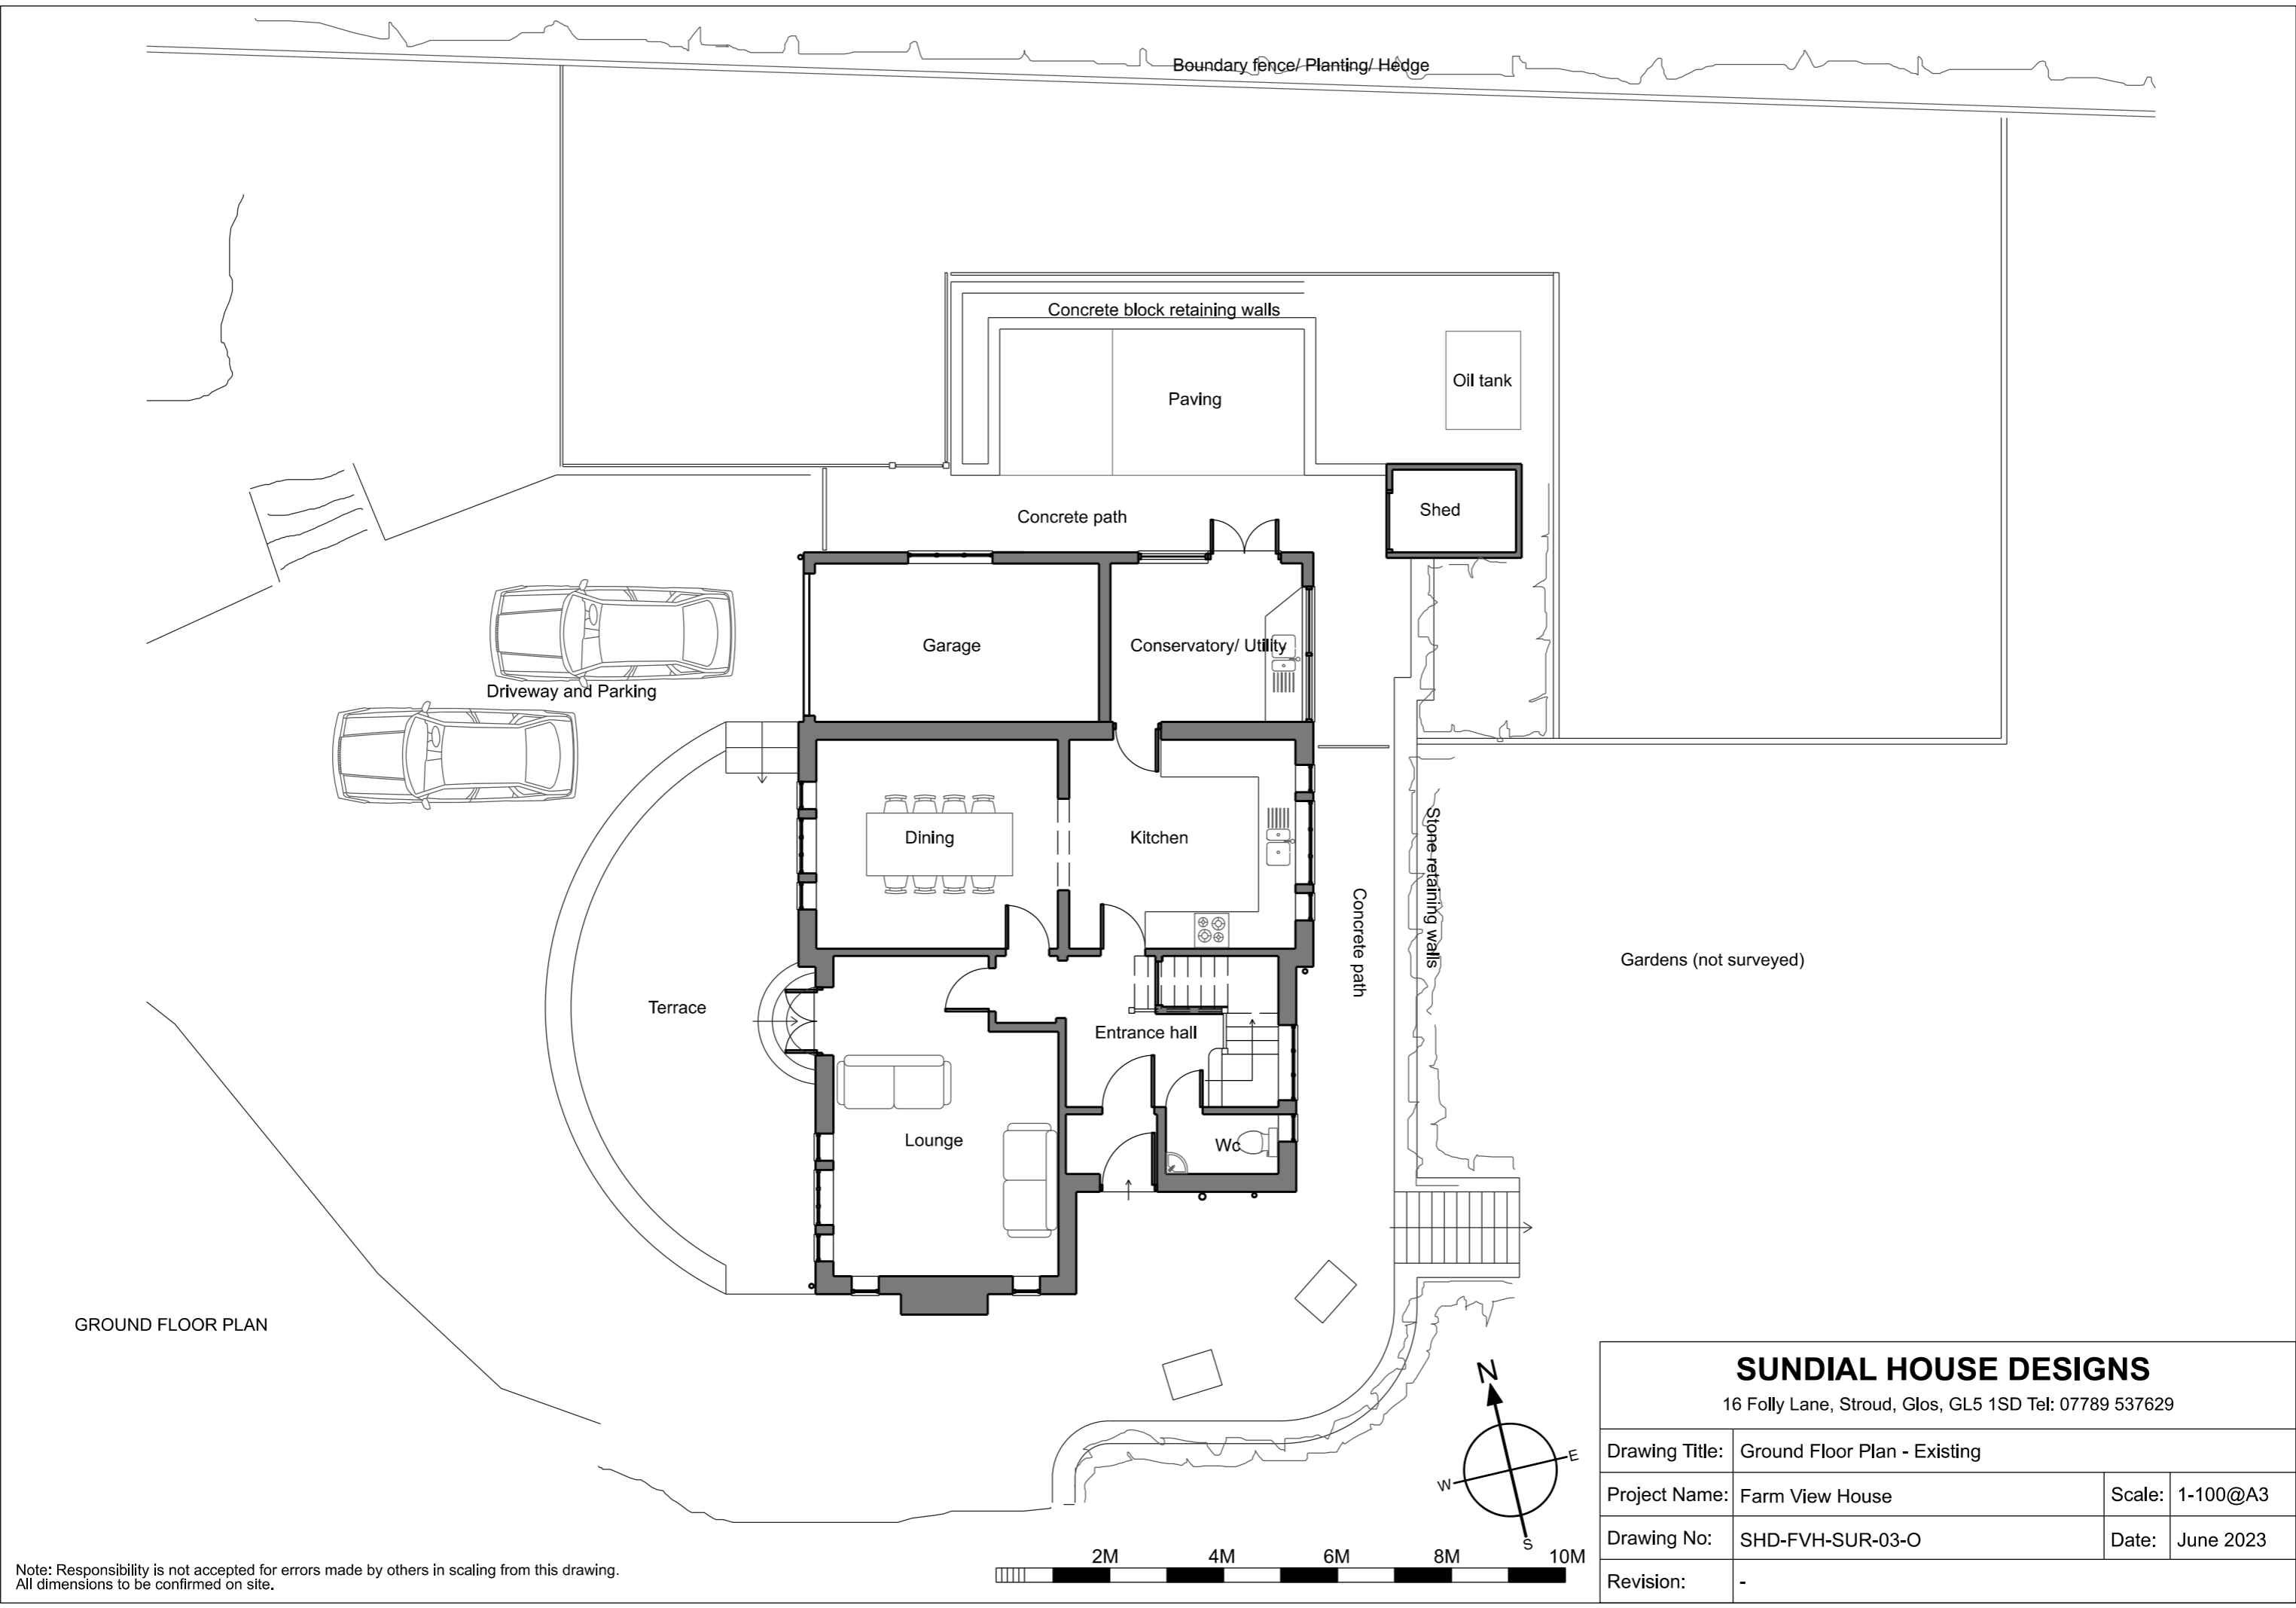 Boundary fence/ Planting/ Hedge
Concrete block retaining walls
Oil tank
Paving
Shed
Concrete path
Garage
Conservatory/ Utility
Driveway and Parking
Dining
Kitchen
Stone retaining walls
Concrete path
Gardens (not surveyed)
Terrace
Entrance hall
Lounge
Wc
GROUND FLOOR PLAN
N
E
W
S
2M 4M 6M 8M 10M
Note: Responsibility is not accepted for errors made by others in scaling from this drawing.
All dimensions to be confirmed on site.
SUNDIAL HOUSE DESIGNS
16 Folly Lane, Stroud, Glos, GL5 1SD Tel: 07789 537629
Drawing Title: Ground Floor Plan - Existing
Project Name: Farm View House Scale: 1-100@A3
Drawing No: SHD-FVH-SUR-03-O Date: June 2023
Revision: -